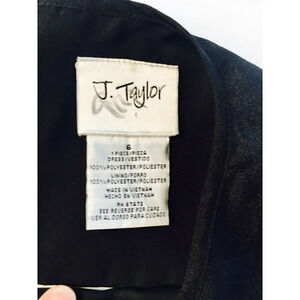 J. Taylor
6
1 PIECE/PIEZA
DRESS/VESTIDO
100% POLYESTER/POLIESTER
LINING/FORRO
100% POLYESTER/POLIESTER
MADE IN VIETNAM
HECHO EN VIETNAM
RN 67473
SEE REVERSE FOR CARE
VER AL DORSO PARA CUIDADO